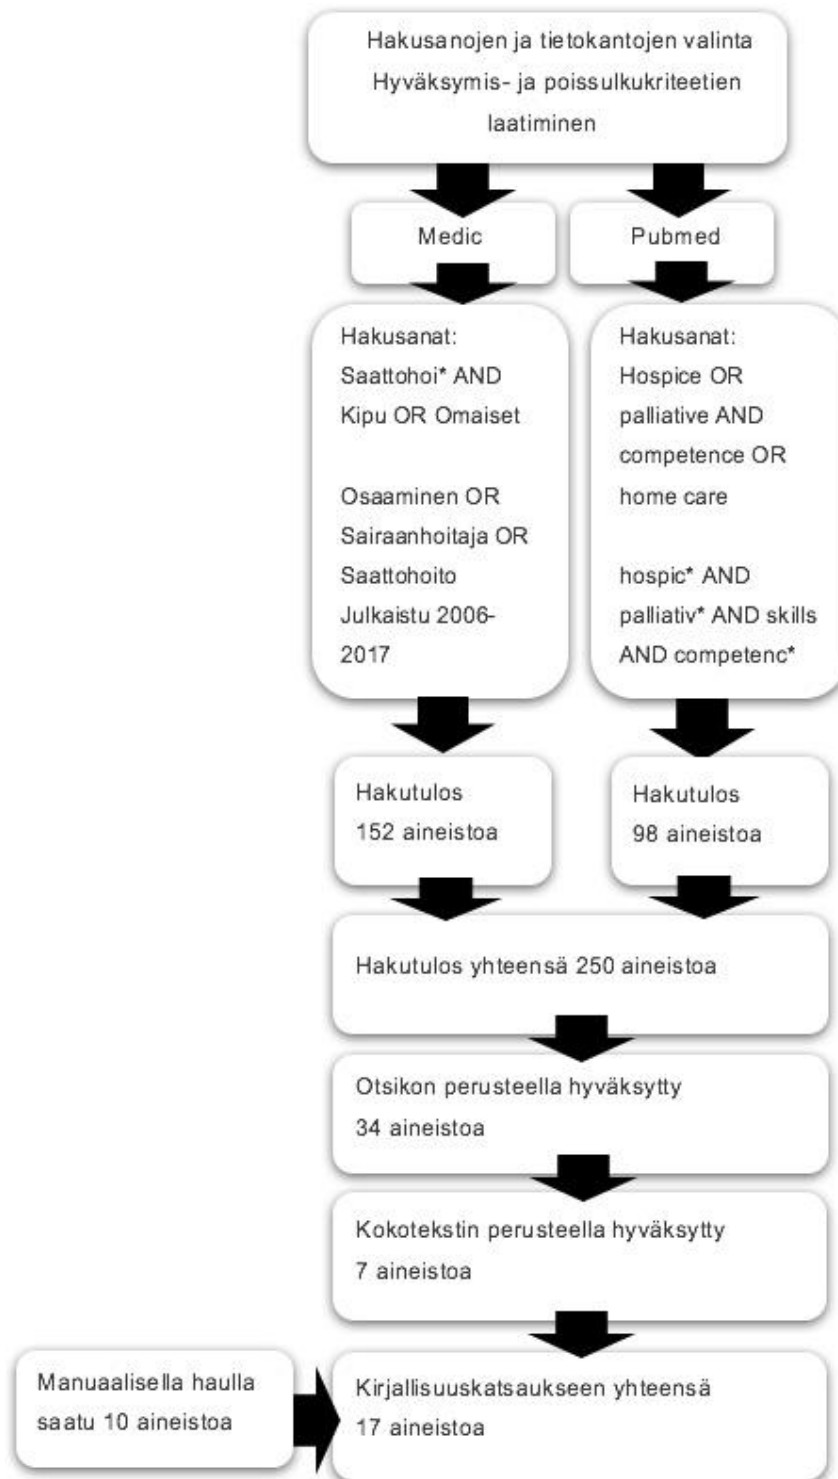 Hakusanojen ja tietokantojen valinta
Hyväksymis- ja poissulkukriteetien
laatiminen
Medic
Pubmed
Hakusanat:
Saattohoi* AND
Kipu OR Omaiset
Osaaminen OR
Sairaanhoitaja OR
Saattohoito
Julkaistu 2006-
2017
Hakusanat:
Hospice OR
palliative AND
competence OR
home care
hospic* AND
palliativ* AND skills
AND competenc*
Hakutulos
152 aineistoa
Hakutulos
98 aineistoa
Hakutulos yhteensä 250 aineistoa
Otsikon perusteella hyväksytty
34 aineistoa
Kokotekstin perusteella hyväksytty
7 aineistoa
Manuaalisella haulla
saatu 10 aineistoa
Kirjallisuuskatsaukseen yhteensä
17 aineistoa